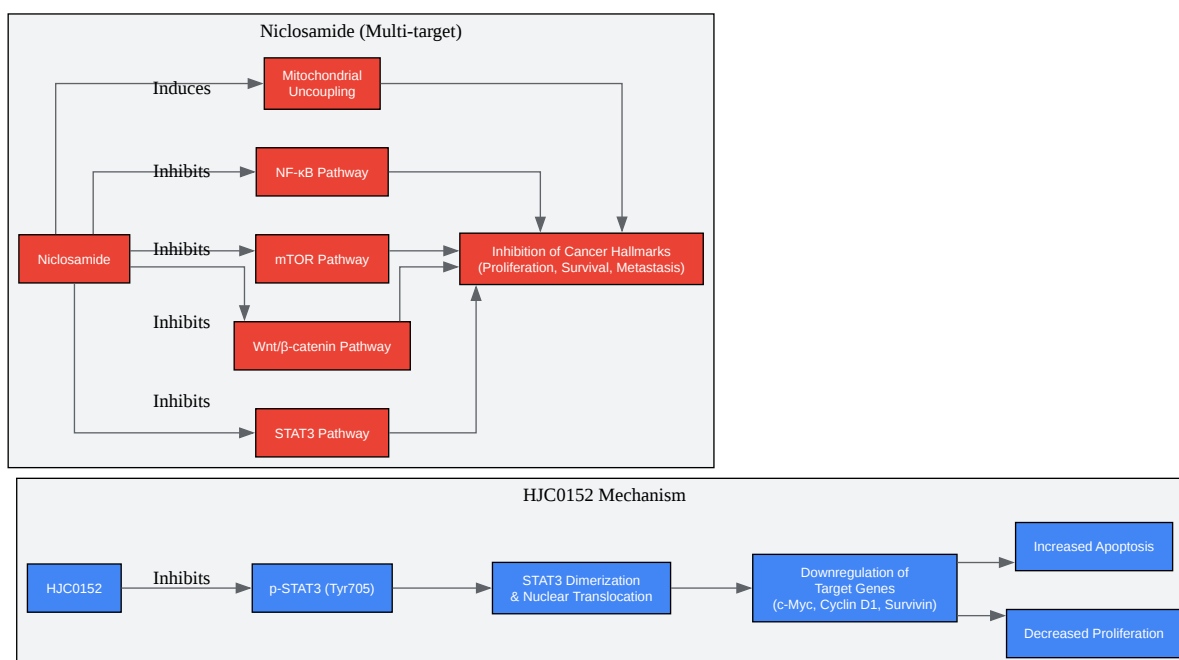 Niclosamide (Multi-target)
Induces
Mitochondrial
Uncoupling
Inhibits
NF-κB Pathway
Niclosamide
Inhibits
mTOR Pathway
Inhibition of Cancer Hallmarks
(Proliferation, Survival, Metastasis)
Inhibits
Wnt/β-catenin Pathway
Inhibits
STAT3 Pathway
HJC0152 Mechanism
HJC0152
Inhibits
p-STAT3 (Tyr705)
STAT3 Dimerization
& Nuclear Translocation
Downregulation of
Target Genes
(c-Myc, Cyclin D1, Survivin)
Increased Apoptosis
Decreased Proliferation